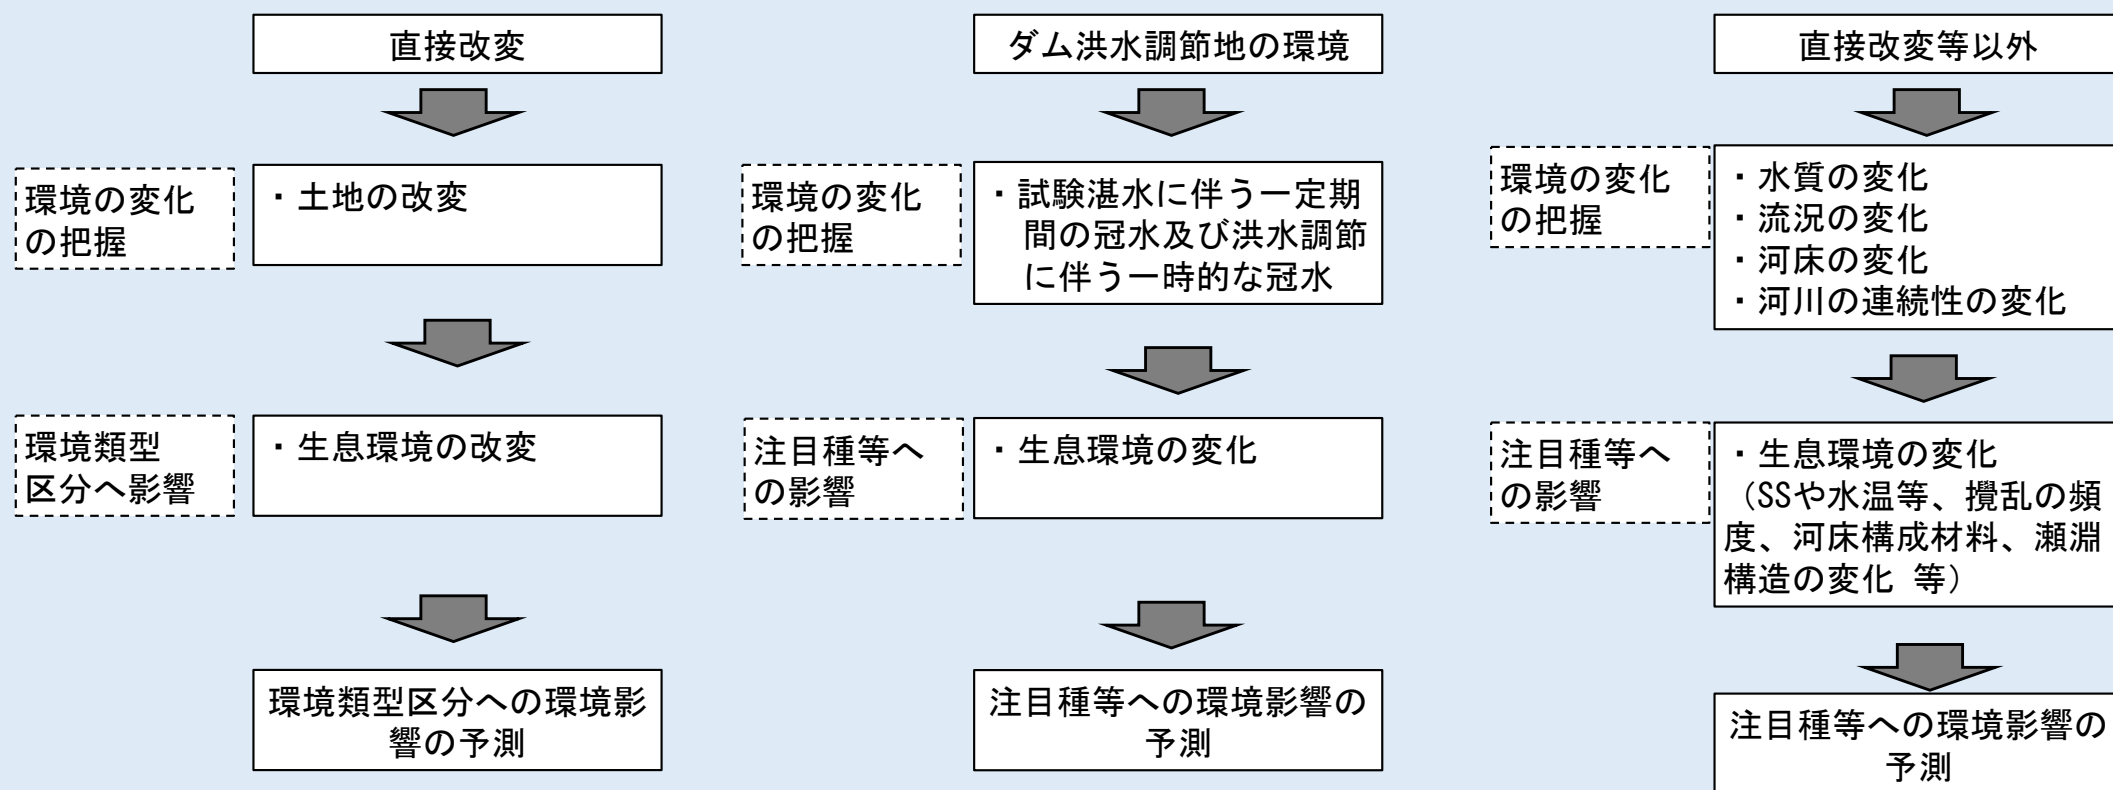 直接改変
環境の変化
の把握
・土地の改変
環境類型
区分へ影響
・生息環境の改変
環境類型区分への環境影
響の予測
ダム洪水調節地の環境
環境の変化
の把握
・試験湛水に伴う一定期
間の冠水及び洪水調節
に伴う一時的な冠水
注目種等へ
の影響
・生息環境の変化
注目種等への環境影響の
予測
直接改変等以外
環境の変化
の把握
・水質の変化
・流況の変化
・河床の変化
・河川の連続性の変化
注目種等へ
の影響
・生息環境の変化
（SSや水温等、攪乱の頻
度、河床構成材料、瀬淵
構造の変化 等）
注目種等への環境影響の
予測